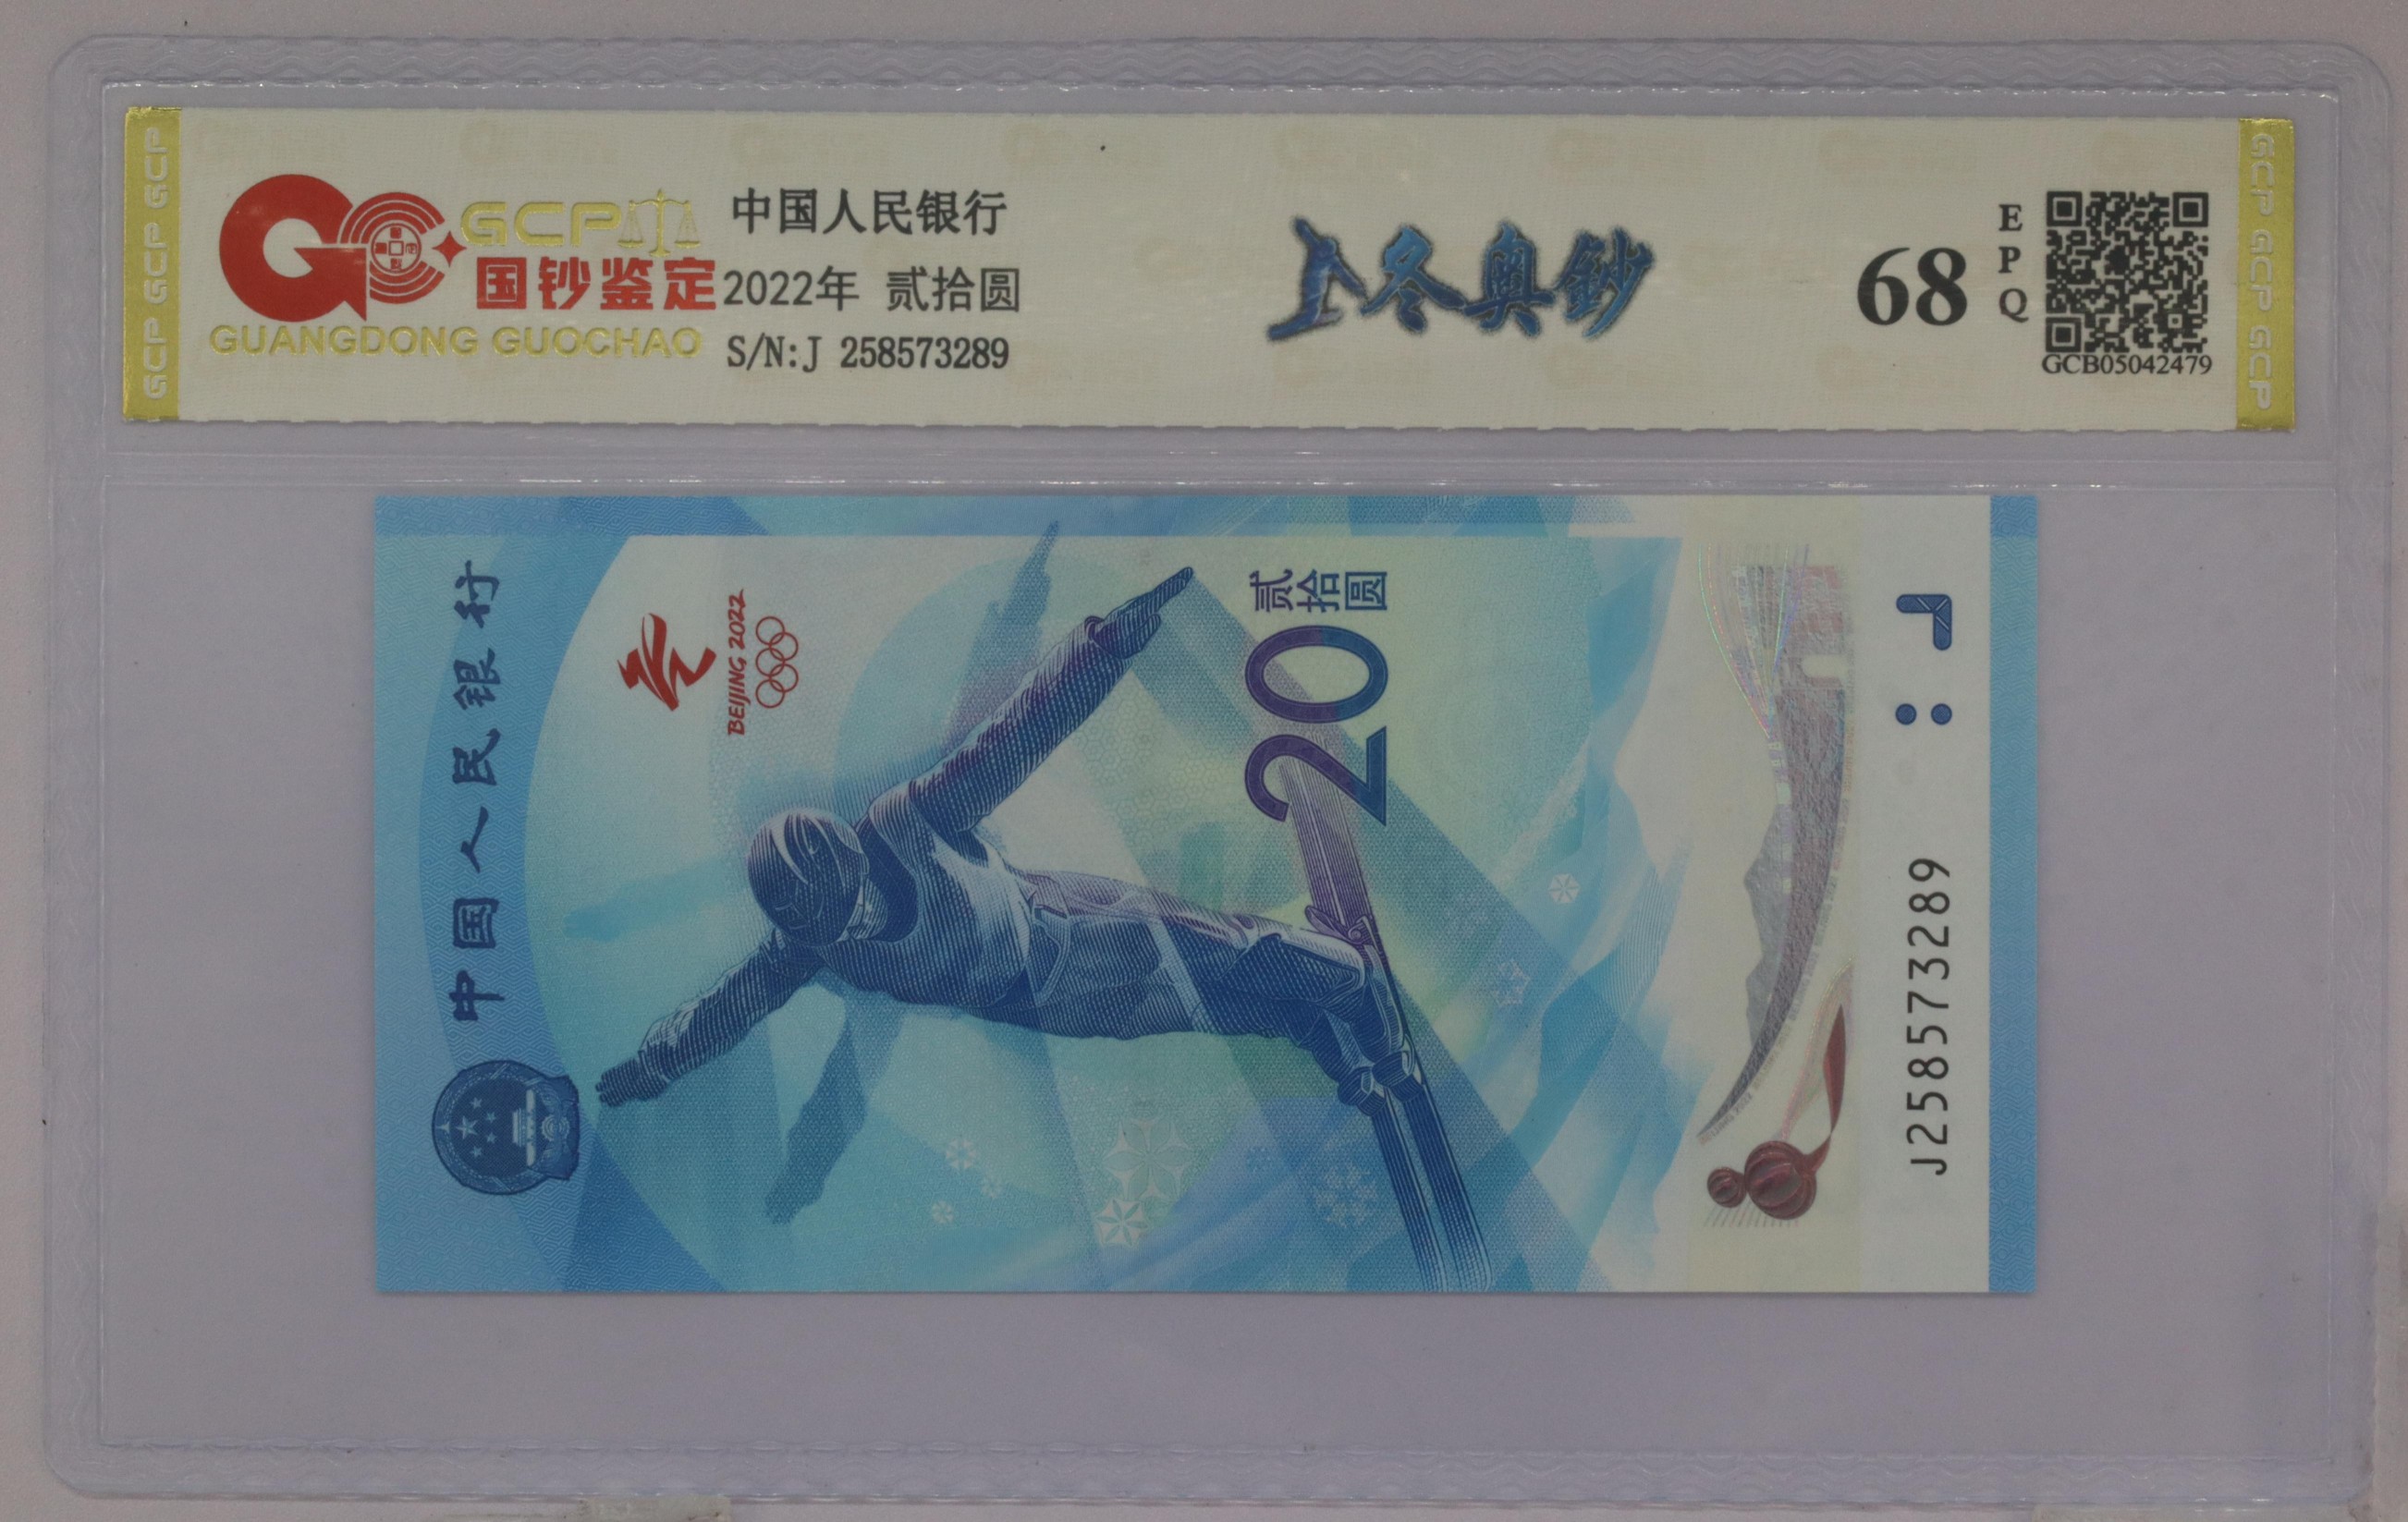 GCP GCP GCP
GCP
国钞鉴定
GUANGDONG GUOCHAO
中国人民银行
2022年 贰拾圆
S/N:J 258573289
冬奥鈔
68
EPQ
GCB05042479
GCP GCP GCP
中国人民银行
BEIJING 2022
贰拾圆
20
J258573289